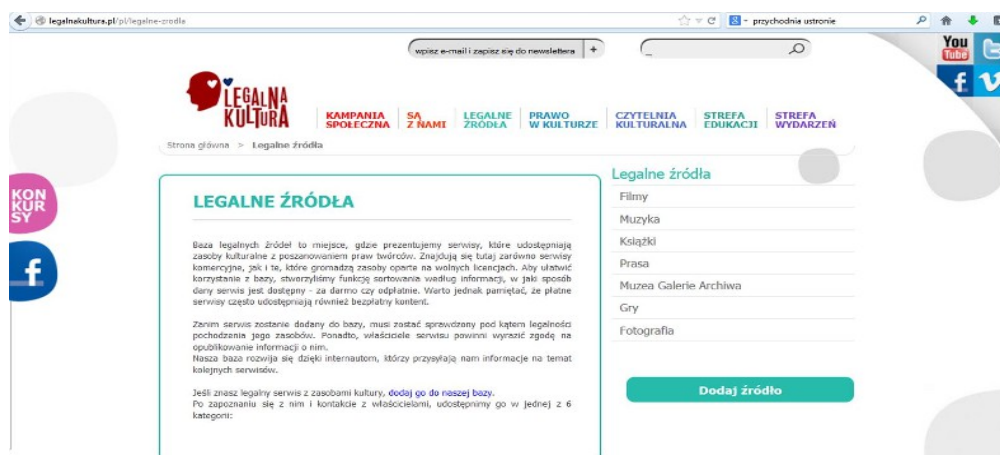 legalnakultura.pl/pl/legalne-zrodla
przychodnia ustronie
wpisz e-mail i zapisz się do newslettera +
You
Tube
LEGALNA
KULTURA
KAMPANIA
SPOŁECZNA
SĄ
Z NAMI
LEGALNE
ŹRÓDŁA
PRAWO
W KULTURZE
CZYTELNIA
KULTURALNA
STREFA
EDUKACJI
STREFA
WYDARZEŃ
Strona główna > Legalne źródła
KON
KUR
SY
LEGALNE ŹRÓDŁA
Baza legalnych źródeł to miejsce, gdzie prezentujemy serwisy, które udostępniają
zasoby kulturalne z poszanowaniem praw twórców. Znajdują się tutaj zarówno serwisy
komercyjne, jak i te, które gromadzą zasoby oparte na wolnych licencjach. Aby ułatwić
korzystanie z bazy, stworzyliśmy funkcję sortowania według informacji, w jaki sposób
dany serwis jest dostępny - za darmo czy odpłatnie. Warto jednak pamiętać, że płatne
serwisy często udostępniają również bezpłatny kontent.
Zanim serwis zostanie dodany do bazy, musi zostać sprawdzony pod kątem legalności
pochodzenia jego zasobów. Ponadto, właściciele serwisu powinni wyrazić zgodę na
opublikowanie informacji o nim.
Nasza baza rozwija się dzięki internautom, którzy przysyłają nam informacje na temat
kolejnych serwisów.
Jeśli znasz legalny serwis z zasobami kultury, dodaj go do naszej bazy.
Po zapoznaniu się z nim i kontakcie z właścicielami, udostępnimy go w jednej z 6
kategorii:
Legalne źródła
Filmy
Muzyka
Książki
Prasa
Muzea Galerie Archiwa
Gry
Fotografia
Dodaj źródło